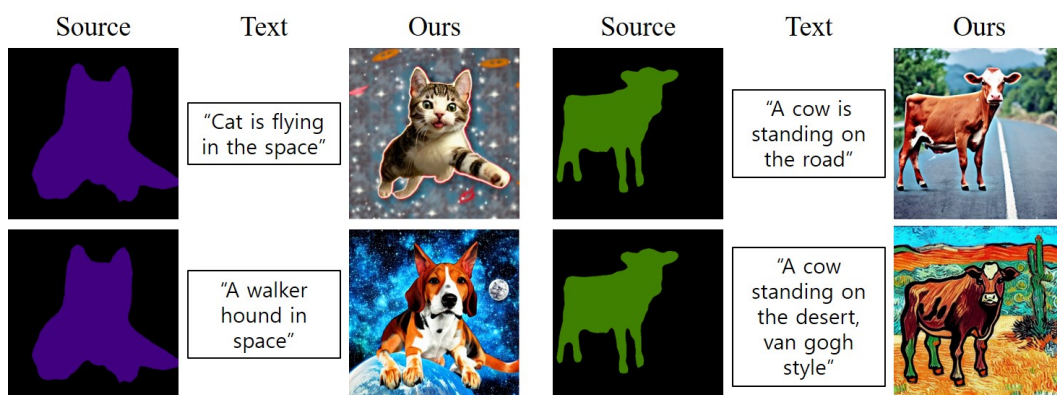 Source Text Ours Source Text Ours
“Cat is flying
in the space”
“A cow is
standing on
the road”
“A walker
hound in
space”
“A cow
standing on
the desert,
van gogh
style”